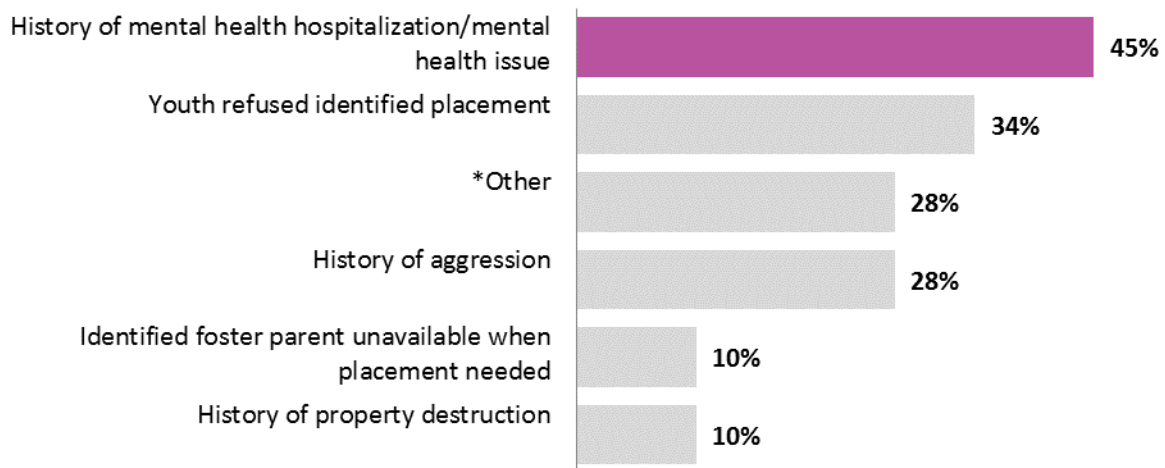 History of mental health hospitalization/mental
health issue
45%
Youth refused identified placement
34%
*Other
28%
History of aggression
28%
Identified foster parent unavailable when
placement needed
10%
History of property destruction
10%